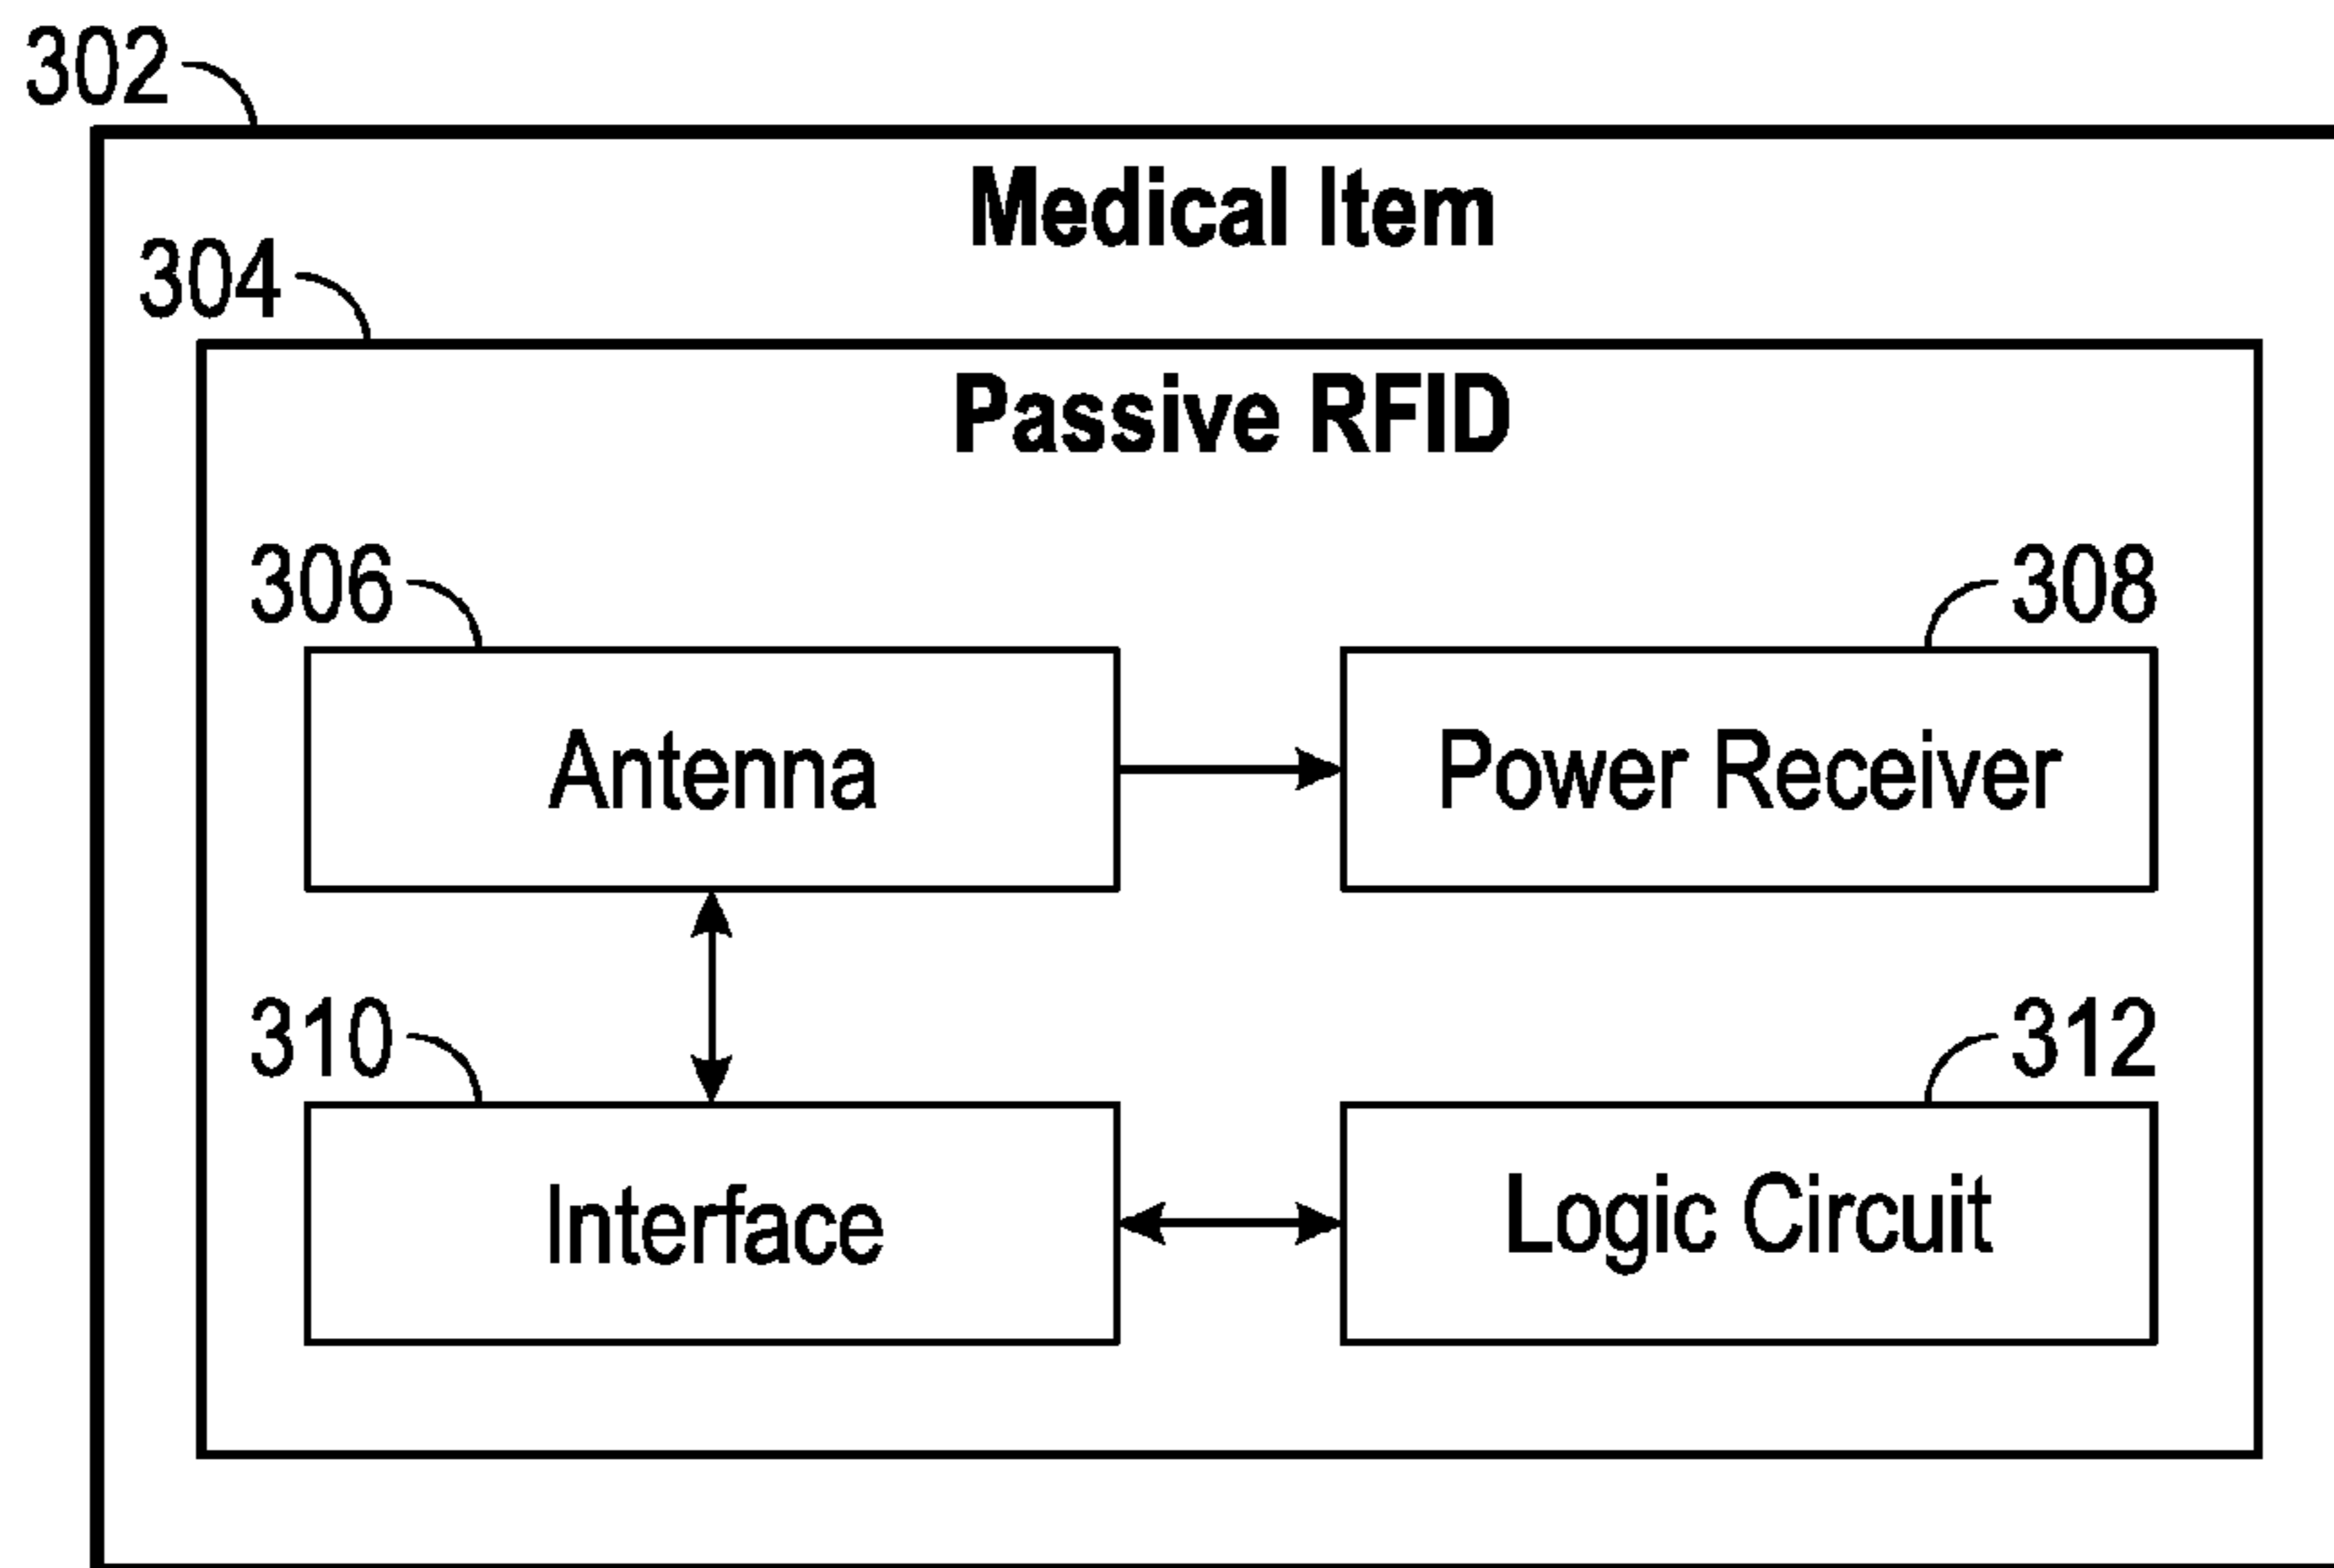 302
Medical Item
304
Passive RFID
306
308
Antenna
Power Receiver
310
312
Interface
Logic Circuit